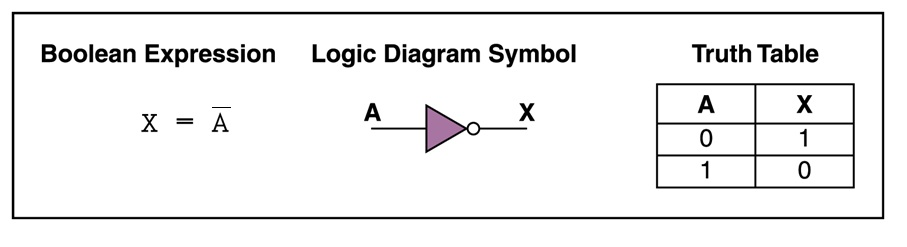 Boolean Expression
Logic Diagram Symbol
Truth Table
X = A̅
A
X
A X
0 1
1 0